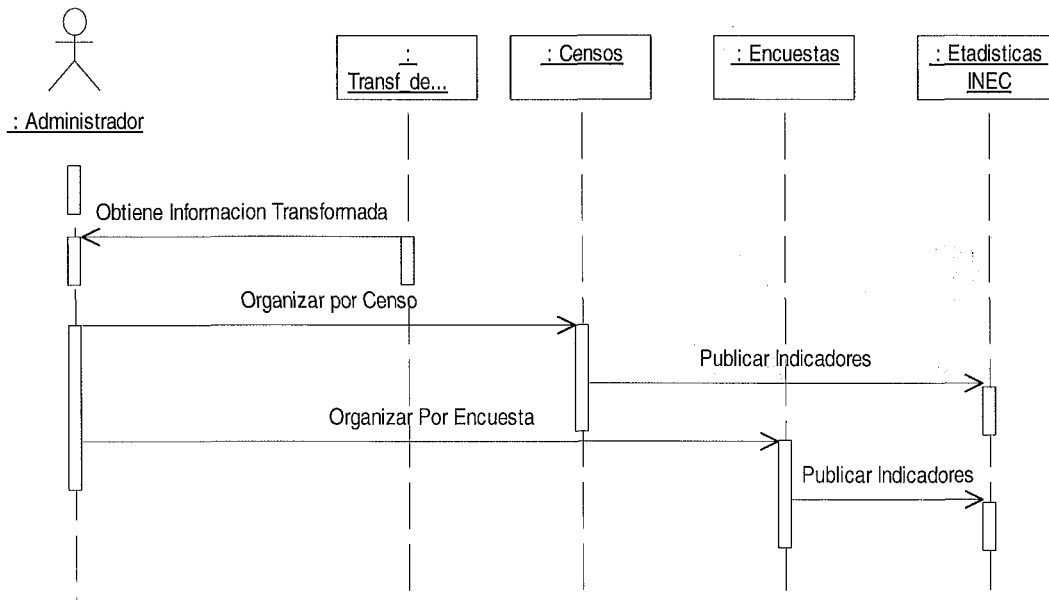 : Administrador
:
Transf_de...
: Censos
: Encuestas
: Etadisticas
INEC
Obtiene Informacion Transformada
Organizar por Censo
Publicar Indicadores
Organizar Por Encuesta
Publicar Indicadores